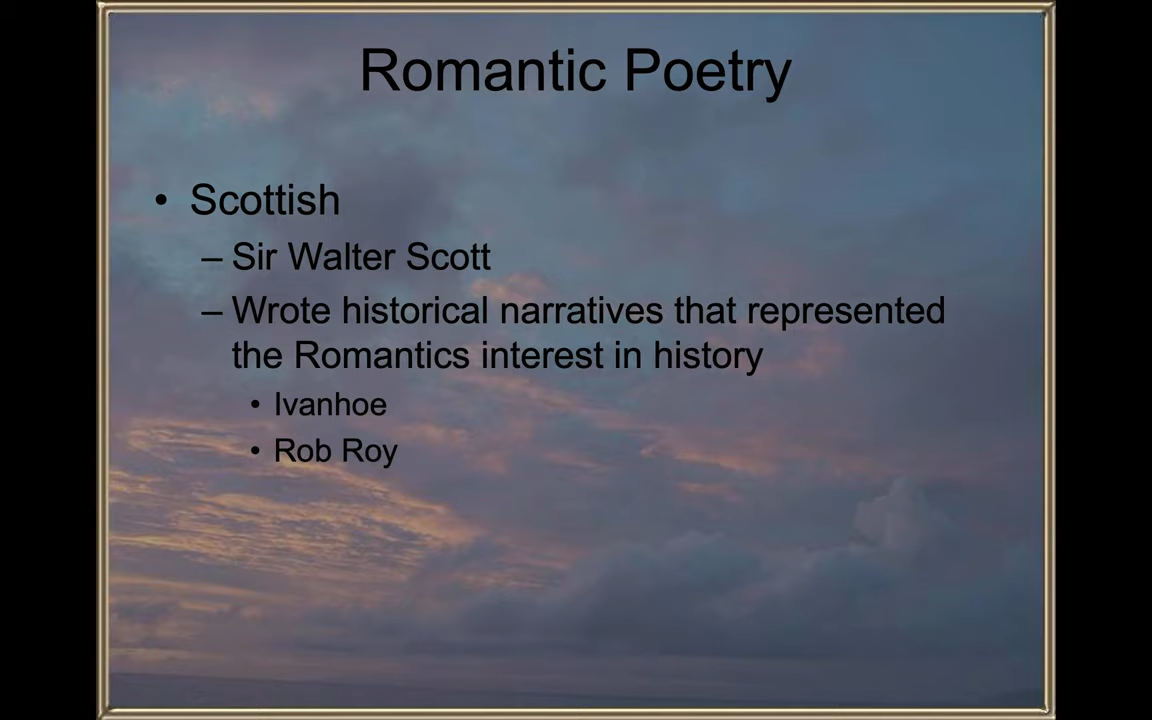 Romantic Poetry
• Scottish
– Sir Walter Scott
– Wrote historical narratives that represented
the Romantics interest in history
• Ivanhoe
• Rob Roy